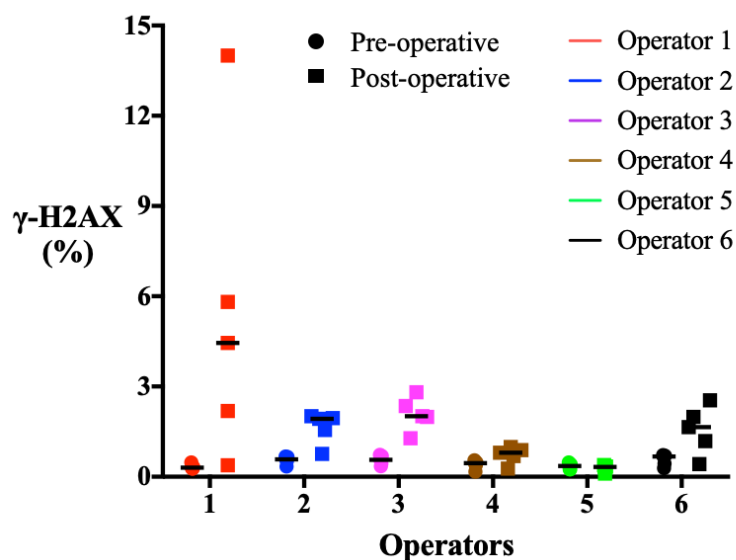 15
12
9
6
3
0
γ-H2AX
(%)
Pre-operative
Post-operative
Operator 1
Operator 2
Operator 3
Operator 4
Operator 5
Operator 6
1 2 3 4 5 6
Operators